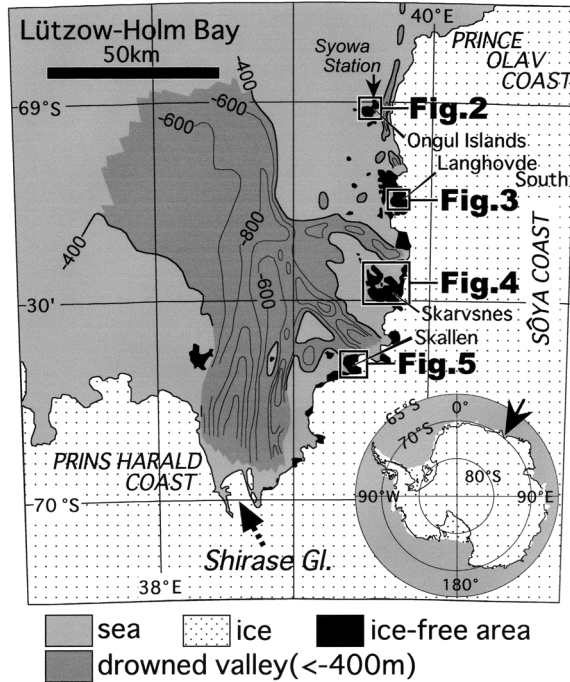 Lützow-Holm Bay
50km
40°E
PRINCE
OLAV
COAST
Syowa
Station
-400
-600
-600
69°S
Fig.2
Ongul Islands
Langhovde
South
Fig.3
-800
-400
SÔYA COAST
Fig.4
-600
30'
Skarvsnes
Skallen
Fig.5
PRINS HARALD
COAST
70°S
Shirase Gl.
38°E
65°S
0°
70°S
80°S
90°W
90°E
180°
sea
ice
ice-free area
drowned valley(<-400m)